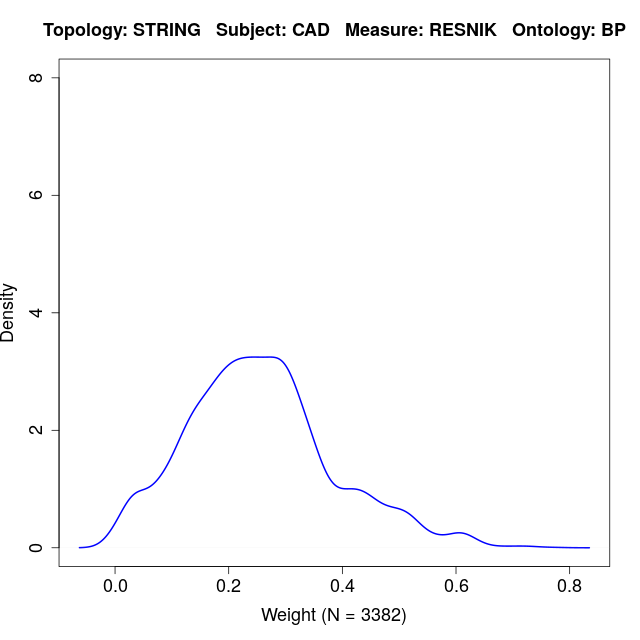 Topology: STRING   Subject: CAD   Measure: RESNIK   Ontology: BP
8
6
4
2
0
Density
0.0 0.2 0.4 0.6 0.8
Weight (N = 3382)